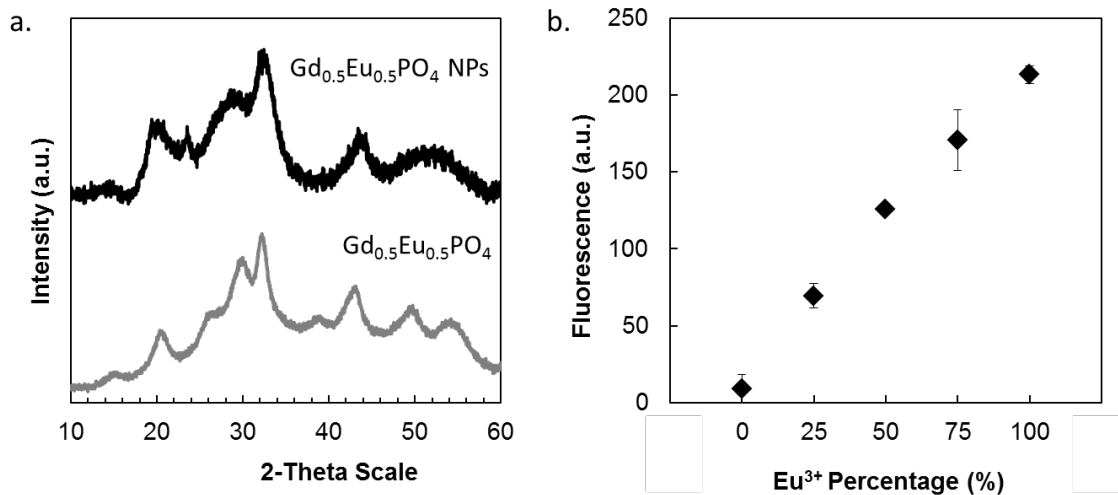 a.
Gd₀.₅Eu₀.₅PO₄ NPs
Gd₀.₅Eu₀.₅PO₄
Intensity (a.u.)
10 20 30 40 50 60
2-Theta Scale
b.
250
200
150
100
50
0
Fluorescence (a.u.)
0 25 50 75 100
Eu³⁺ Percentage (%)